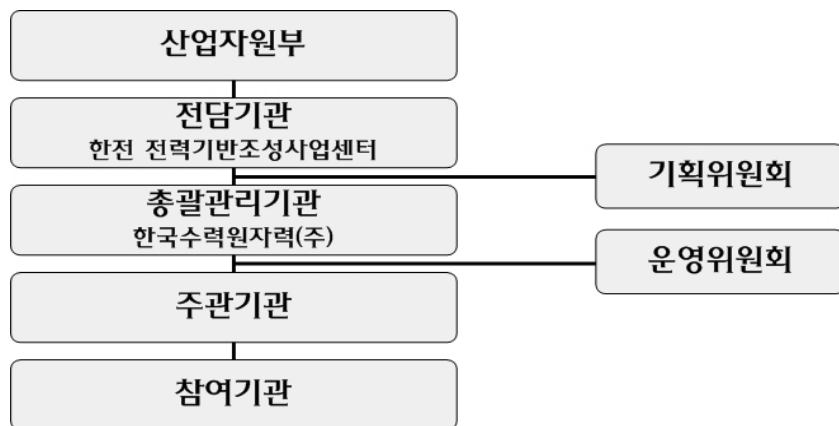 산업자원부
전담기관
한전 전력기반조성사업센터
기획위원회
총괄관리기관
한국수력원자력(주)
운영위원회
주관기관
참여기관